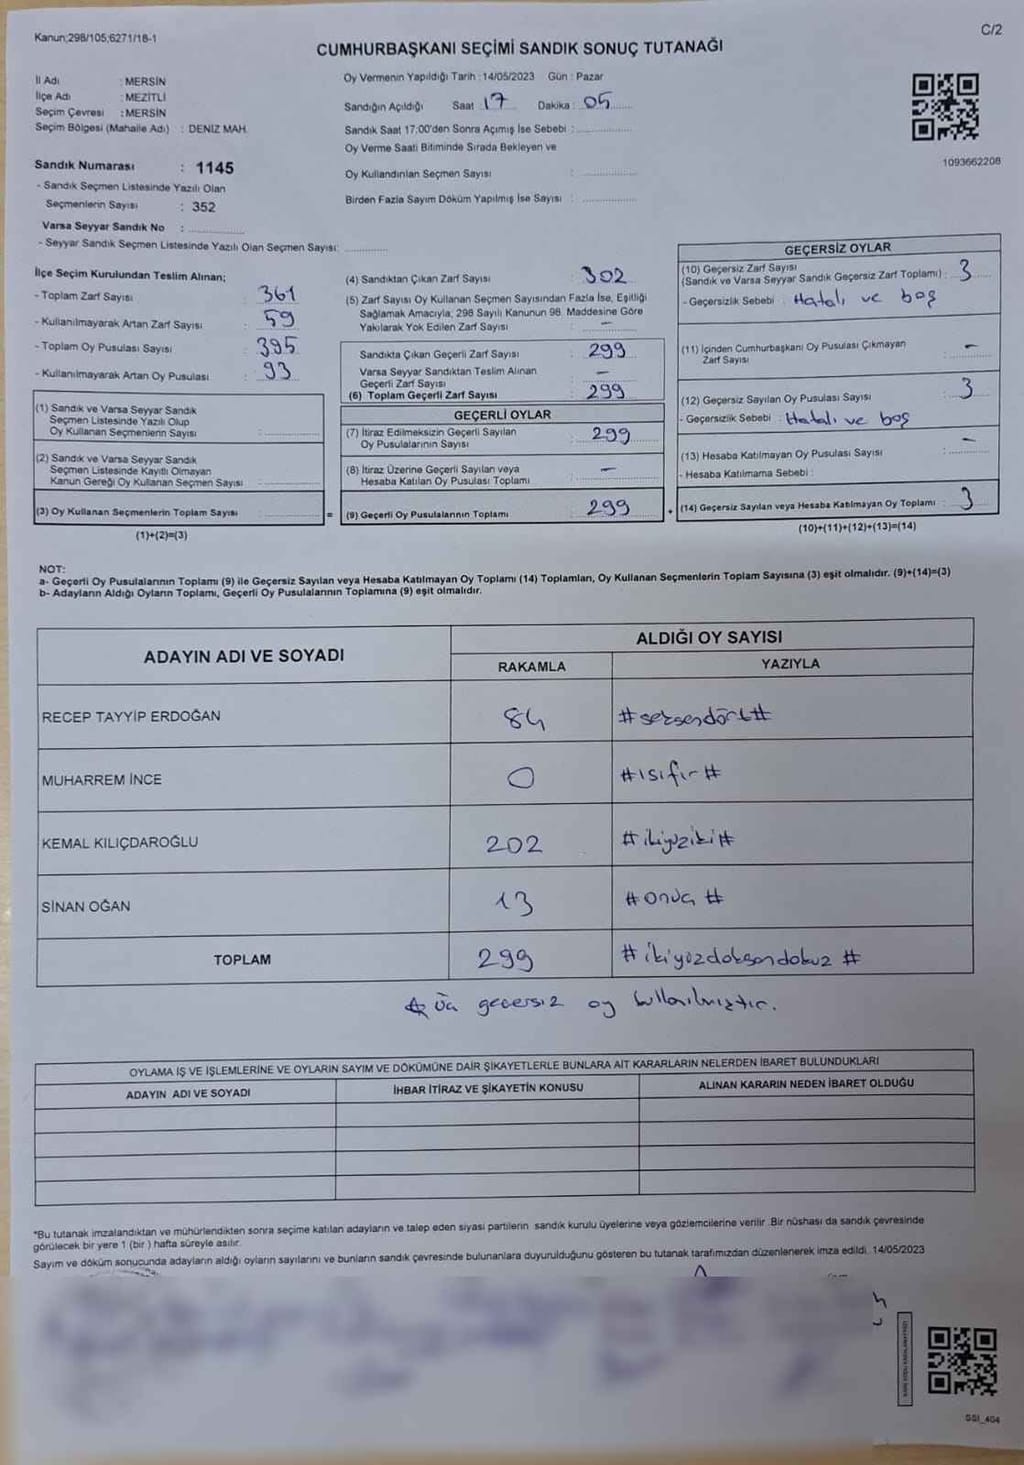 Kanun;298/105;6271/18-1
C/2
CUMHURBAŞKANI SEÇİMİ SANDIK SONUÇ TUTANAĞI
İl Adı : MERSİN
İlçe Adı : MEZİTLİ
Seçim Çevresi : MERSİN
Seçim Bölgesi (Mahalle Adı) : DENİZ MAH.
Oy Vermenin Yapıldığı Tarih : 14/05/2023 Gün : Pazar
Sandığın Açıldığı Saat : 17 Dakika : 05
Sandık Saat 17:00'den Sonra Açımış İse Sebebi :
Oy Verme Saati Bitiminde Sırada Bekleyen ve
Oy Kullandırılan Seçmen Sayısı :
Birden Fazla Sayım Döküm Yapılmış İse Sayısı :
1093662208
Sandık Numarası : 1145
- Sandık Seçmen Listesinde Yazılı Olan
Seçmenlerin Sayısı : 352
Varsa Seyyar Sandık No :
- Seyyar Sandık Seçmen Listesinde Yazılı Olan Seçmen Sayısı:
İlçe Seçim Kurulundan Teslim Alınan;
- Toplam Zarf Sayısı : 361
- Kullanılmayarak Artan Zarf Sayısı : 59
- Toplam Oy Pusulası Sayısı : 395
- Kullanılmayarak Artan Oy Pusulası : 93
(1) Sandık ve Varsa Seyyar Sandık
Seçmen Listesinde Yazılı Olup
Oy Kullanan Seçmenlerin Sayısı :
(2) Sandık ve Varsa Seyyar Sandık
Seçmen Listesinde Kayıtlı Olmayan
Kanun Gereği Oy Kullanan Seçmen Sayısı :
(3) Oy Kullanan Seçmenlerin Toplam Sayısı : =
(1)+(2)=(3)
(4) Sandıktan Çıkan Zarf Sayısı : 302
(5) Zarf Sayısı Oy Kullanan Seçmen Sayısından Fazla İse, Eşitliği
Sağlamak Amacıyla, 298 Sayılı Kanunun 98. Maddesine Göre
Yakılarak Yok Edilen Zarf Sayısı : —
Sandıkta Çıkan Geçerli Zarf Sayısı : 299
Varsa Seyyar Sandıktan Teslim Alınan
Geçerli Zarf Sayısı : —
(6) Toplam Geçerli Zarf Sayısı : 299
GEÇERLİ OYLAR
(7) İtiraz Edilmeksizin Geçerli Sayılan
Oy Pusulalarının Sayısı : 299
(8) İtiraz Üzerine Geçerli Sayılan veya
Hesaba Katılan Oy Pusulası Toplamı : —
(9) Geçerli Oy Pusulalarının Toplamı : 299 +
GEÇERSİZ OYLAR
(10) Geçersiz Zarf Sayısı
(Sandık ve Varsa Seyyar Sandık Geçersiz Zarf Toplamı) : 3
- Geçersizlik Sebebi : Hatalı ve boş
(11) İçinden Cumhurbaşkanı Oy Pusulası Çıkmayan
Zarf Sayısı : -
(12) Geçersiz Sayılan Oy Pusulası Sayısı : 3
- Geçersizlik Sebebi : Hatalı ve boş
(13) Hesaba Katılmayan Oy Pusulası Sayısı : -
- Hesaba Katılmama Sebebi :
(14) Geçersiz Sayılan veya Hesaba Katılmayan Oy Toplamı : 3
(10)+(11)+(12)+(13)=(14)
NOT:
a- Geçerli Oy Pusulalarının Toplamı (9) ile Geçersiz Sayılan veya Hesaba Katılmayan Oy Toplamı (14) Toplamları, Oy Kullanan Seçmenlerin Toplam Sayısına (3) eşit olmalıdır. (9)+(14)=(3)
b- Adayların Aldığı Oyların Toplamı, Geçerli Oy Pusulalarının Toplamına (9) eşit olmalıdır.
ADAYIN ADI VE SOYADI
ALDIĞI OY SAYISI
RAKAMLA YAZIYLA
RECEP TAYYİP ERDOĞAN 84 #seksendört#
MUHARREM İNCE 0 #ısıfır#
KEMAL KILIÇDAROĞLU 202 #ikiyüziki#
SİNAN OĞAN 13 #onüç#
TOPLAM 299 #ikiyüzdoksandokuz#
* Üç geçersiz oy kullanılmıştır.
OYLAMA İŞ VE İŞLEMLERİNE VE OYLARIN SAYIM VE DÖKÜMÜNE DAİR ŞİKAYETLERLE BUNLARA AİT KARARLARIN NELERDEN İBARET BULUNDUKLARI
ADAYIN ADI VE SOYADI İHBAR İTİRAZ VE ŞİKAYETİN KONUSU ALINAN KARARIN NEDEN İBARET OLDUĞU
*Bu tutanak imzalandıktan ve mühürlendikten sonra seçime katılan adayların ve talep eden siyasi partilerin sandık kurulu üyelerine veya gözlemcilerine verilir .Bir nüshası da sandık çevresinde
görülecek bir yere 1 (bir ) hafta süreyle asılır.
Sayım ve döküm sonucunda adayların aldığı oyların sayılarını ve bunların sandık çevresinde bulunanlara duyurulduğunu gösteren bu tutanak tarafımızdan düzenlenerek imza edildi. 14/05/2023
SSI_404